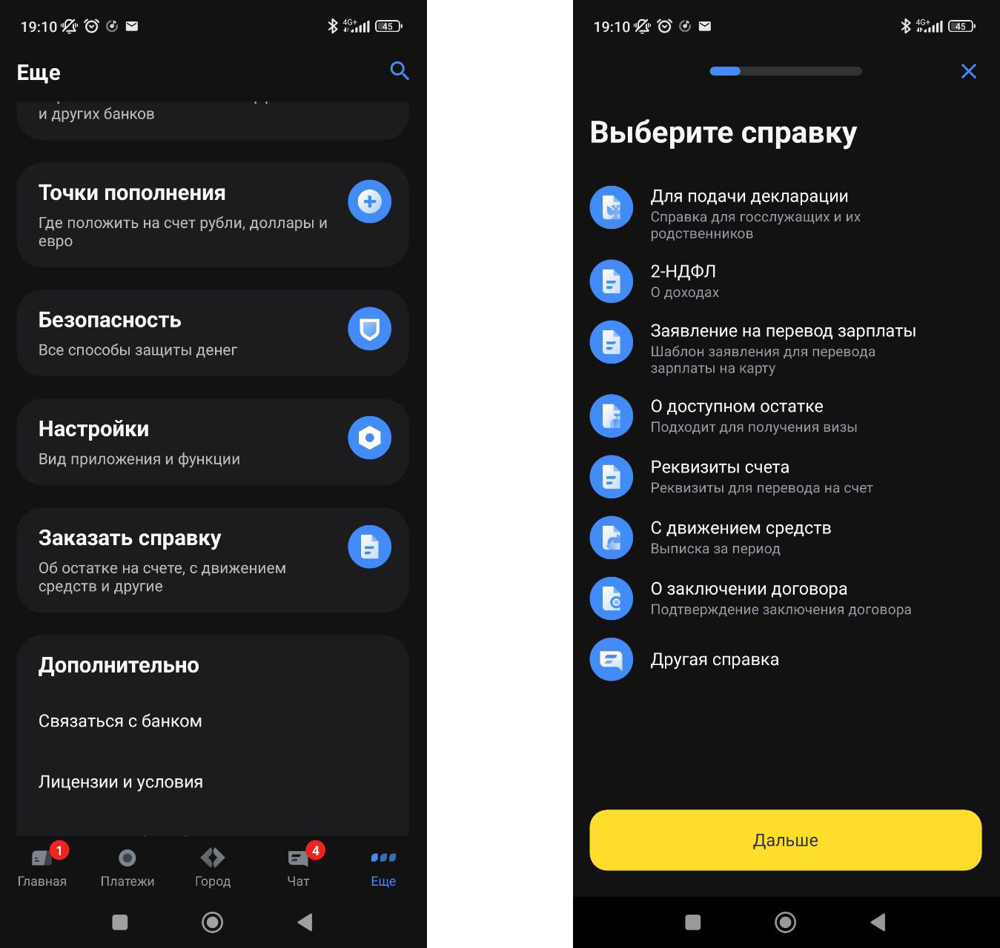 19:10
4G+
45
Еще
и других банков
Точки пополнения
Где положить на счет рубли, доллары и
евро
Безопасность
Все способы защиты денег
Настройки
Вид приложения и функции
Заказать справку
Об остатке на счете, с движением
средств и другие
Дополнительно
Связаться с банком
Лицензии и условия
1
4
Главная
Платежи
Город
Чат
Еще
19:10
4G+
45
Выберите справку
Для подачи декларации
Справка для госслужащих и их
родственников
2-НДФЛ
О доходах
Заявление на перевод зарплаты
Шаблон заявления для перевода
зарплаты на карту
О доступном остатке
Подходит для получения визы
Реквизиты счета
Реквизиты для перевода на счет
С движением средств
Выписка за период
О заключении договора
Подтверждение заключения договора
Другая справка
Дальше